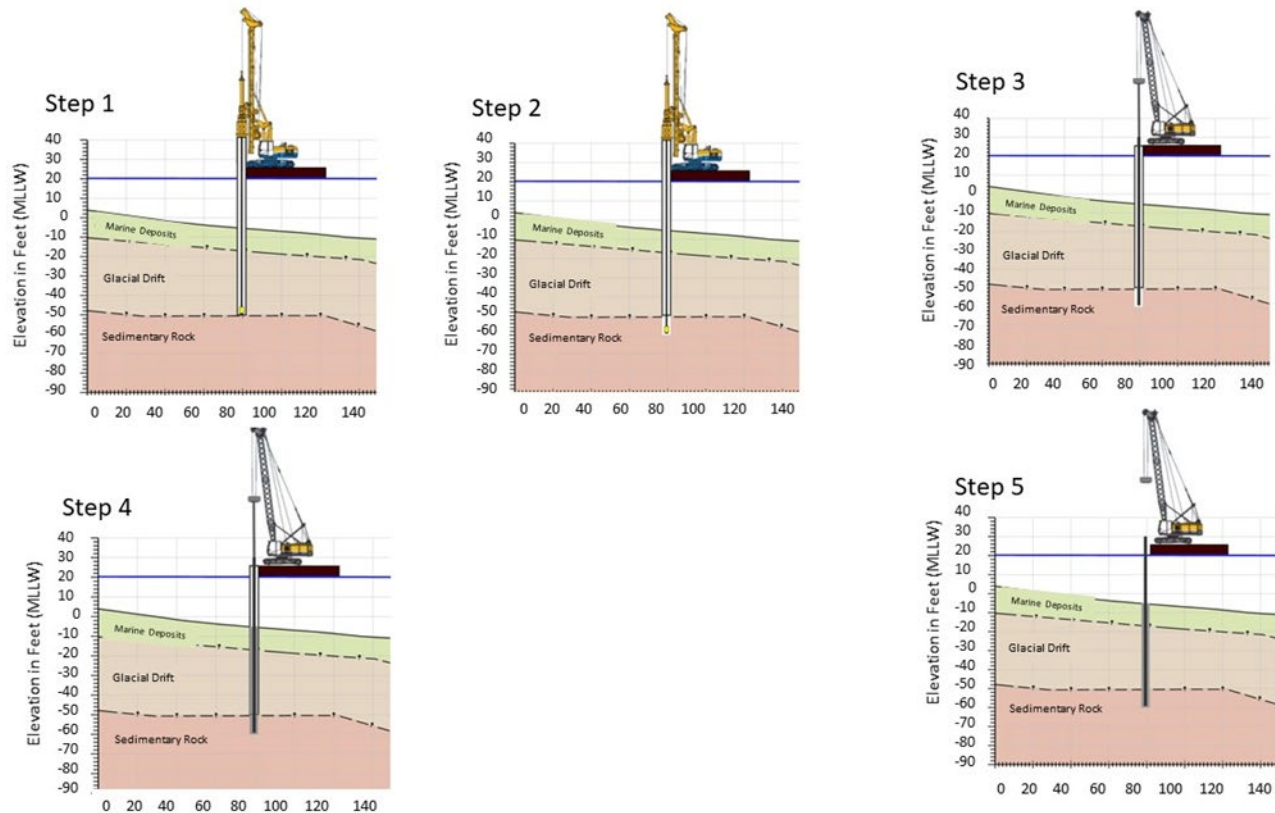 Step 1
Elevation in Feet (MLLW)
40
30
20
10
0
-10
-20
-30
-40
-50
-60
-70
-80
-90
Marine Deposits
Glacial Drift
Sedimentary Rock
0 20 40 60 80 100 120 140
Step 2
Elevation in Feet (MLLW)
40
30
20
10
0
-10
-20
-30
-40
-50
-60
-70
-80
-90
Marine Deposits
Glacial Drift
Sedimentary Rock
0 20 40 60 80 100 120 140
Step 3
Elevation in Feet (MLLW)
40
30
20
10
0
-10
-20
-30
-40
-50
-60
-70
-80
-90
Marine Deposits
Glacial Drift
Sedimentary Rock
0 20 40 60 80 100 120 140
Step 4
Elevation in Feet (MLLW)
40
30
20
10
0
-10
-20
-30
-40
-50
-60
-70
-80
-90
Marine Deposits
Glacial Drift
Sedimentary Rock
0 20 40 60 80 100 120 140
Step 5
Elevation in Feet (MLLW)
40
30
20
10
0
-10
-20
-30
-40
-50
-60
-70
-80
-90
Marine Deposits
Glacial Drift
Sedimentary Rock
0 20 40 60 80 100 120 140